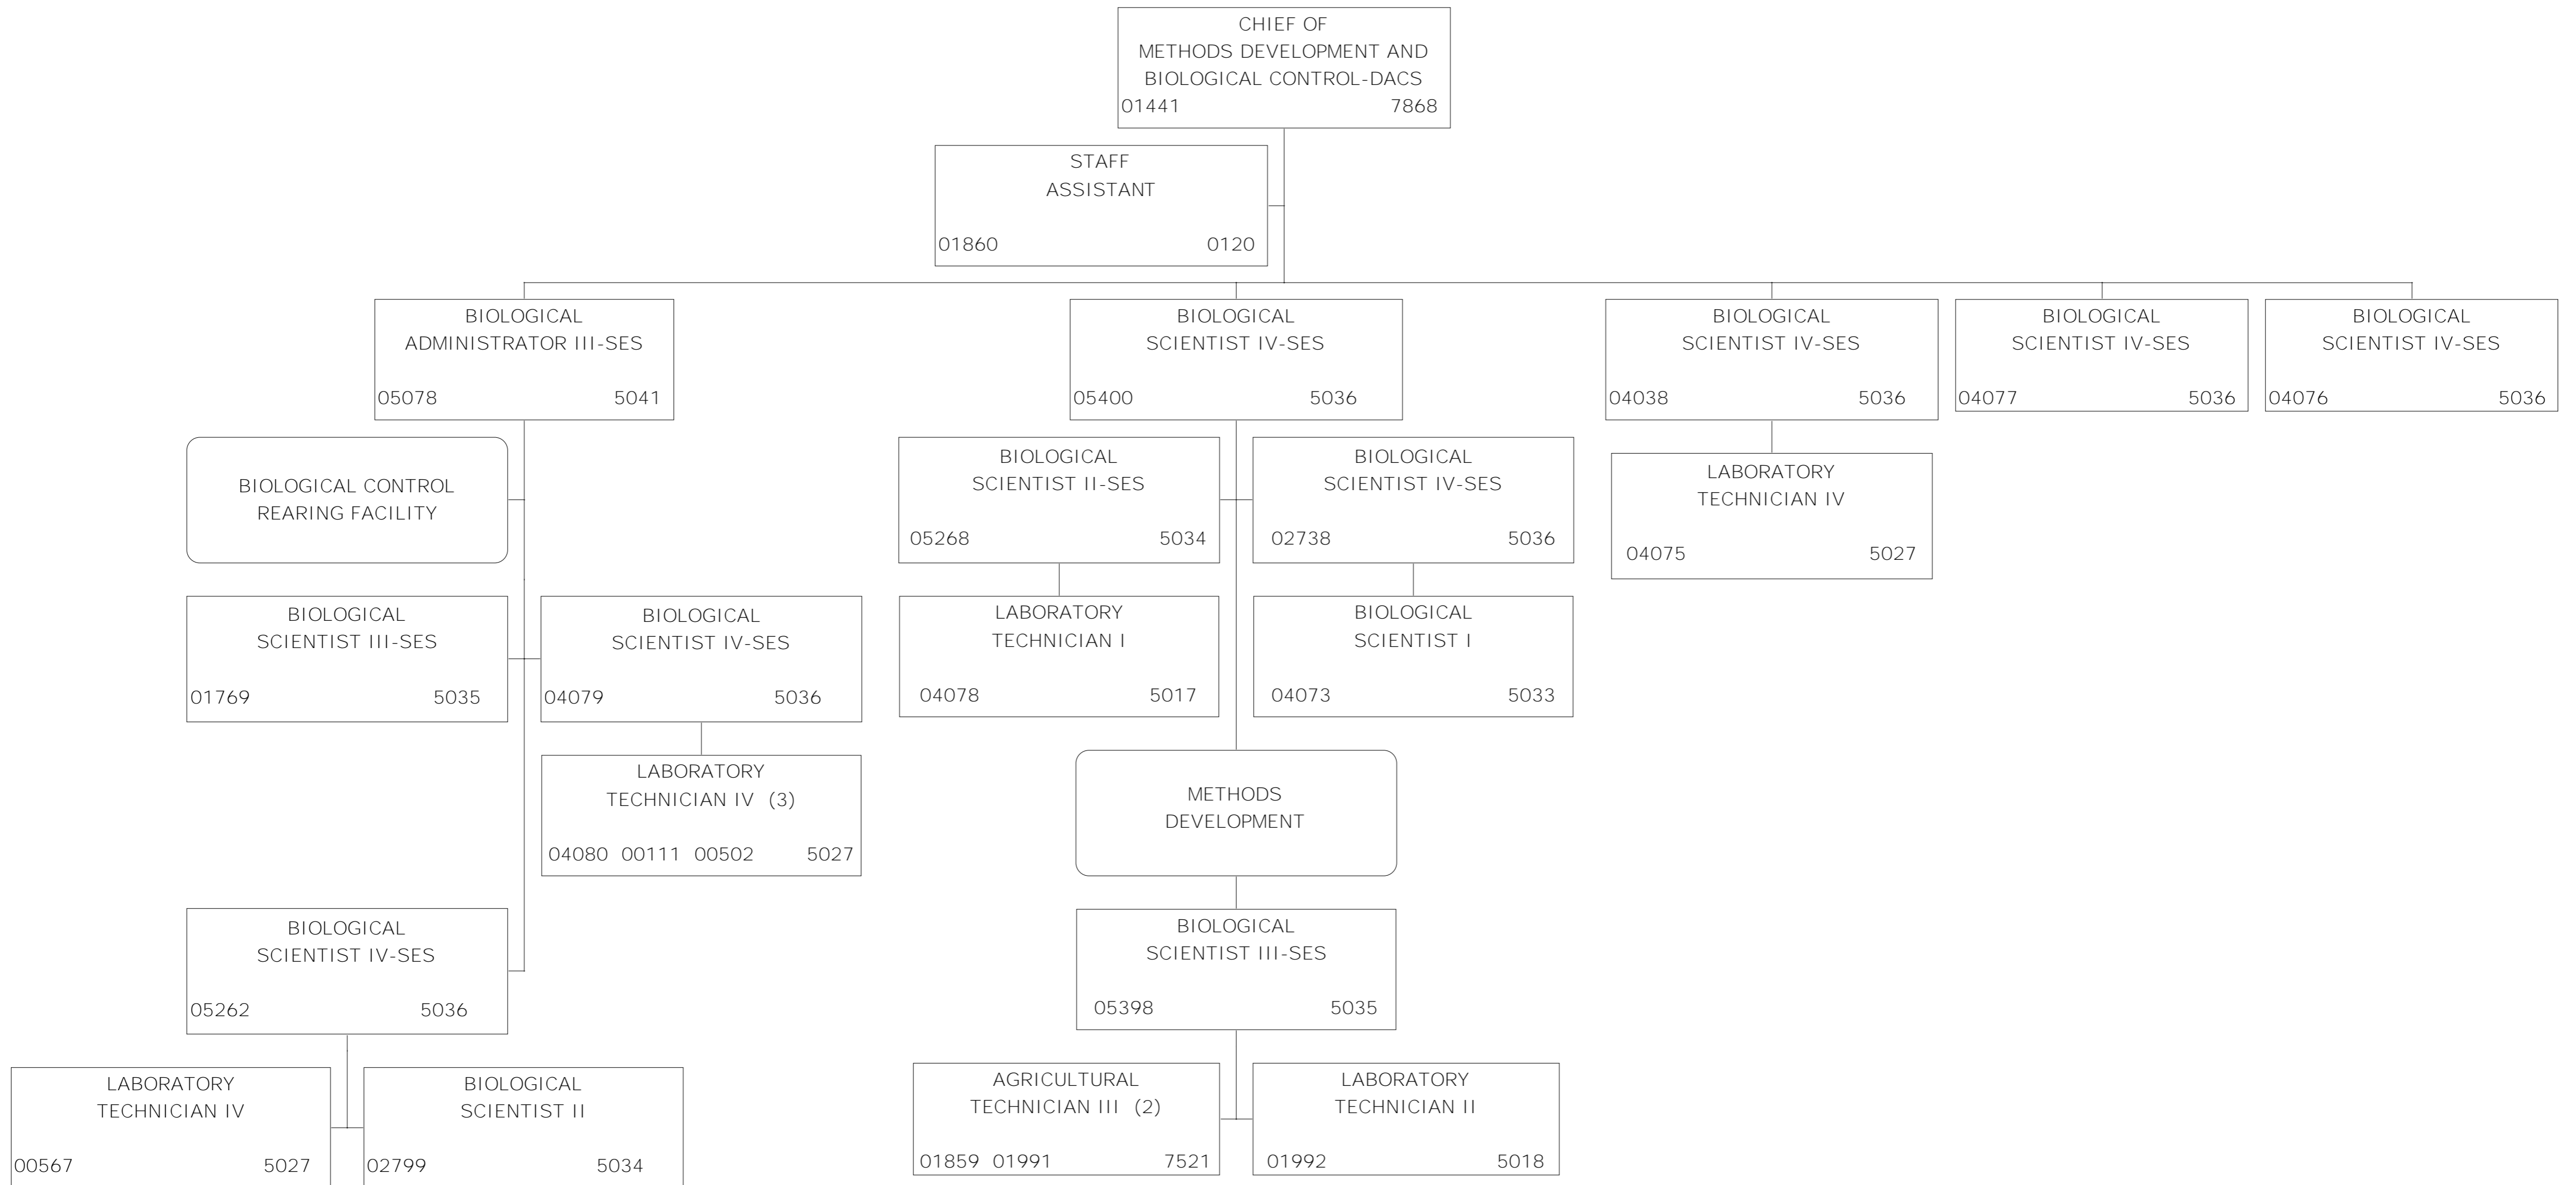 CHIEF OF
METHODS DEVELOPMENT AND
BIOLOGICAL CONTROL-DACS
01441 7868
STAFF
ASSISTANT
01860 0120
BIOLOGICAL
ADMINISTRATOR III-SES
05078 5041
BIOLOGICAL
SCIENTIST IV-SES
05400 5036
BIOLOGICAL
SCIENTIST IV-SES
04038 5036
BIOLOGICAL
SCIENTIST IV-SES
04077 5036
BIOLOGICAL
SCIENTIST IV-SES
04076 5036
BIOLOGICAL CONTROL
REARING FACILITY
BIOLOGICAL
SCIENTIST II-SES
05268 5034
BIOLOGICAL
SCIENTIST IV-SES
02738 5036
LABORATORY
TECHNICIAN IV
04075 5027
BIOLOGICAL
SCIENTIST III-SES
01769 5035
BIOLOGICAL
SCIENTIST IV-SES
04079 5036
LABORATORY
TECHNICIAN I
04078 5017
BIOLOGICAL
SCIENTIST I
04073 5033
LABORATORY
TECHNICIAN IV (3)
04080 00111 00502 5027
METHODS
DEVELOPMENT
BIOLOGICAL
SCIENTIST IV-SES
05262 5036
BIOLOGICAL
SCIENTIST III-SES
05398 5035
LABORATORY
TECHNICIAN IV
00567 5027
BIOLOGICAL
SCIENTIST II
02799 5034
AGRICULTURAL
TECHNICIAN III (2)
01859 01991 7521
LABORATORY
TECHNICIAN II
01992 5018